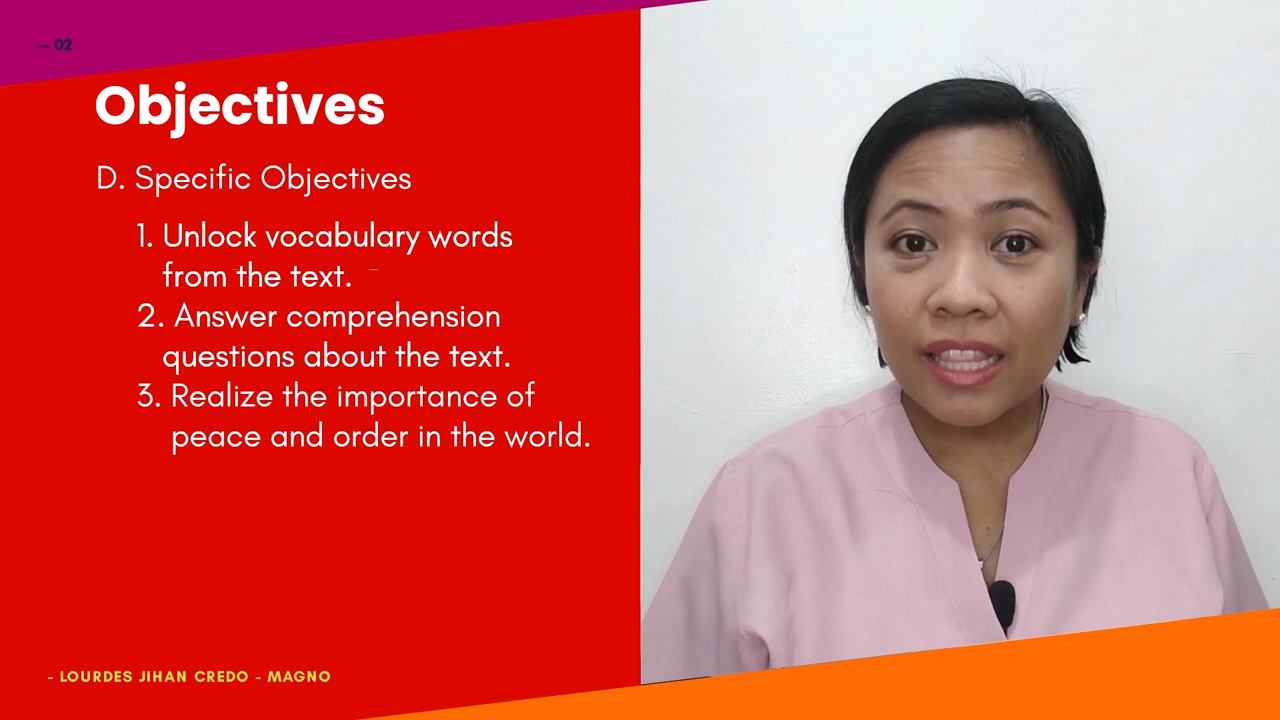 — 02
Objectives
D. Specific Objectives
1. Unlock vocabulary words
from the text.
2. Answer comprehension
questions about the text.
3. Realize the importance of
peace and order in the world.
- LOURDES JIHAN CREDO - MAGNO